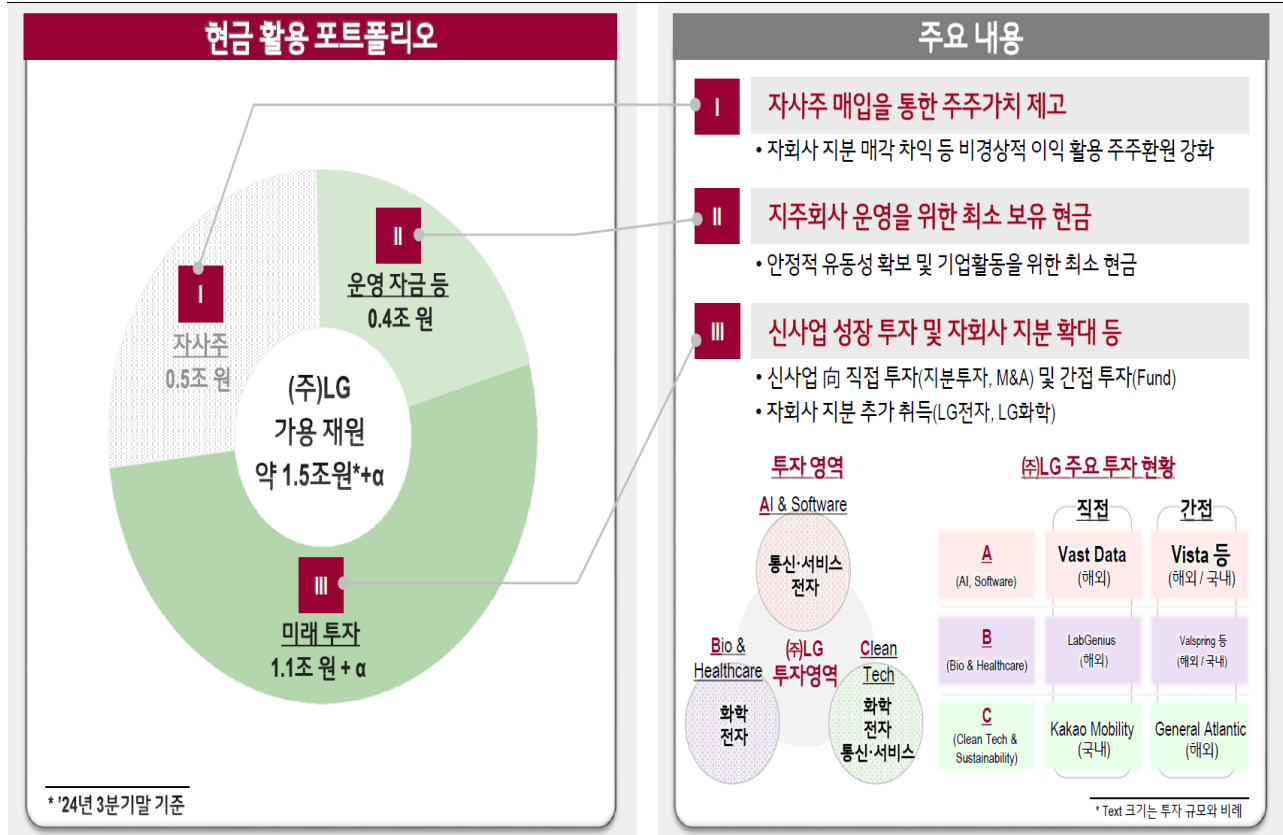 현금 활용 포트폴리오
Ⅰ
자사주
0.5조 원
Ⅱ
운영 자금 등
0.4조 원
(주)LG
가용 재원
약 1.5조원*+α
Ⅲ
미래 투자
1.1조 원 + α
* '24년 3분기말 기준
주요 내용
Ⅰ
자사주 매입을 통한 주주가치 제고
• 자회사 지분 매각 차익 등 비경상적 이익 활용 주주환원 강화
Ⅱ
지주회사 운영을 위한 최소 보유 현금
• 안정적 유동성 확보 및 기업활동을 위한 최소 현금
Ⅲ
신사업 성장 투자 및 자회사 지분 확대 등
• 신사업 向 직접 투자(지분투자, M&A) 및 간접 투자(Fund)
• 자회사 지분 추가 취득(LG전자, LG화학)
투자 영역
AI & Software
통신·서비스
전자
Bio &
Healthcare
화학
전자
㈜LG
투자영역
Clean
Tech
화학
전자
통신·서비스
㈜LG 주요 투자 현황
직접
간접
A
(AI, Software)
Vast Data
(해외)
Vista 등
(해외 / 국내)
B
(Bio & Healthcare)
LabGenius
(해외)
Valspring 등
(해외 / 국내)
C
(Clean Tech &
Sustainability)
Kakao Mobility
(국내)
General Atlantic
(해외)
* Text 크기는 투자 규모와 비례